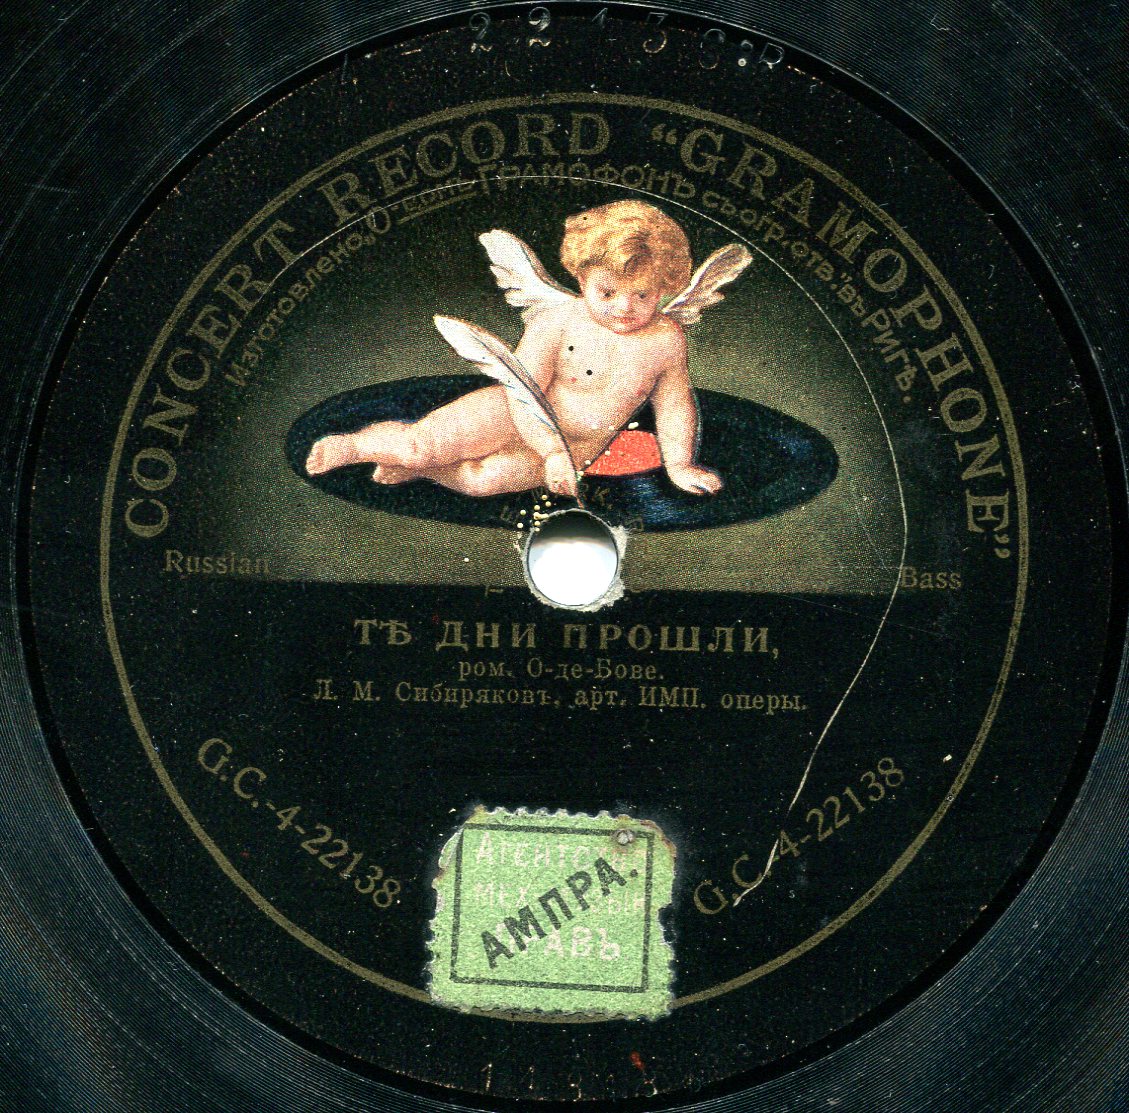 CONCERT RECORD “GRAMOPHONE”
Изготовлено „О-вомъ ГРАМОФОНЪ съ огр. отв.” въ Ригѣ.
Russian
Bass
ТѢ ДНИ ПРОШЛИ,
ром. О-де-Бове.
Л. М. Сибиряковъ, арт. ИМП. оперы.
G.C.-4-22138
G.C.-4-22138
АМПРА.